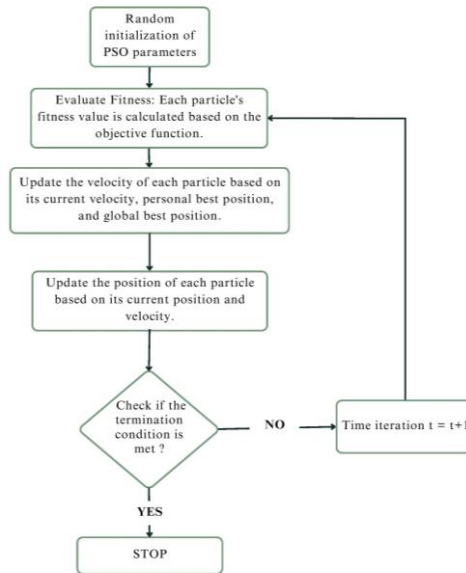 Random
initialization of
PSO parameters
Evaluate Fitness: Each particle's
fitness value is calculated based on the
objective function.
Update the velocity of each particle based on
its current velocity, personal best position,
and global best position.
Update the position of each particle
based on its current position and
velocity.
Check if the
termination
condition is
met ?
NO
Time iteration t = t+1
YES
STOP